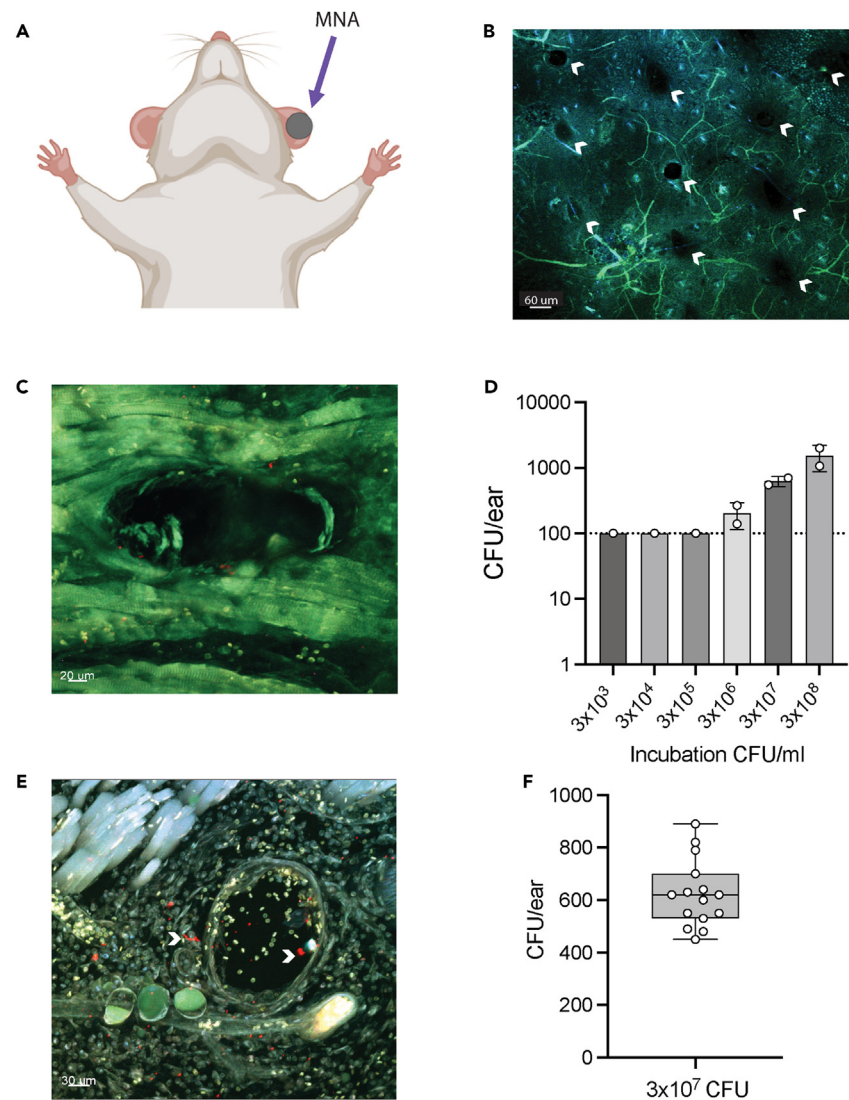 A
MNA
B
60 um
C
20 um
D
10000
1000
100
10
1
CFU/ear
3x10³
3x10⁴
3x10⁵
3x10⁶
3x10⁷
3x10⁸
Incubation CFU/ml
E
30 um
F
1000
800
600
400
200
0
CFU/ear
3x10⁷ CFU